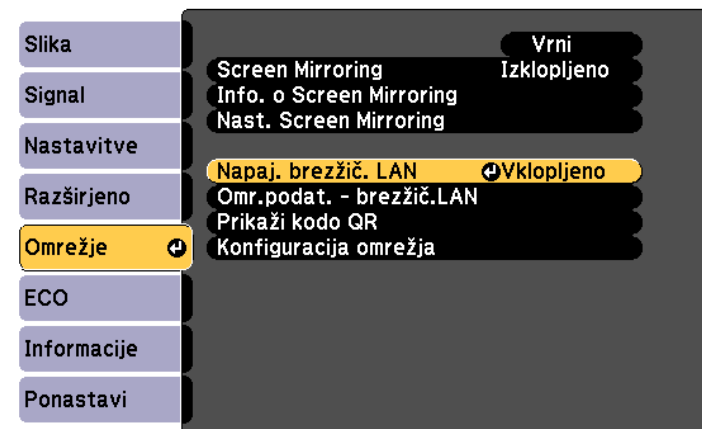 Slika
Signal
Nastavitve
Razširjeno
Omrežje
ECO
Informacije
Ponastavi
Vrni
Screen Mirroring Izklopljeno
Info. o Screen Mirroring
Nast. Screen Mirroring
Napaj. brezžič. LAN Vklopljeno
Omr.podat. - brezžič.LAN
Prikaži kodo QR
Konfiguracija omrežja